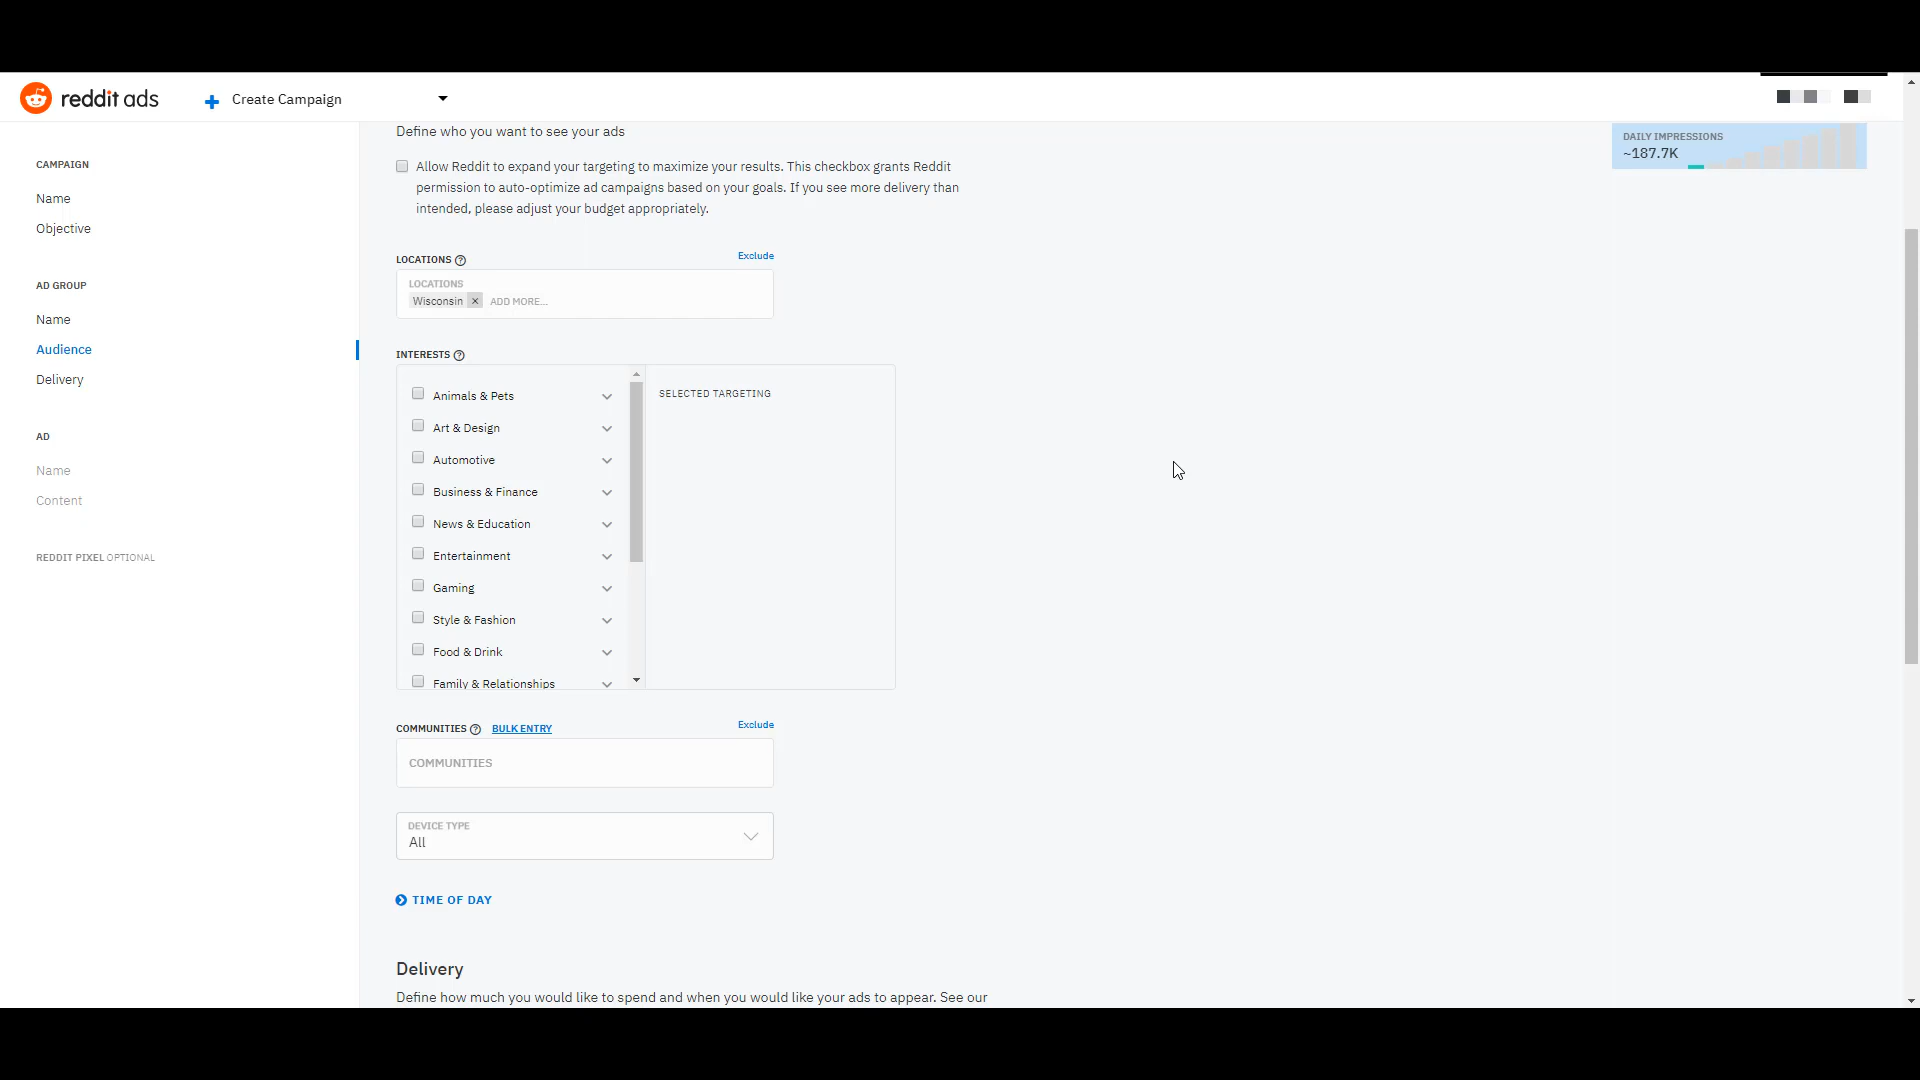 reddit ads
Create Campaign
CAMPAIGN
Name
Objective
AD GROUP
Name
Audience
Delivery
AD
Name
Content
REDDIT PIXEL OPTIONAL
Define who you want to see your ads
Allow Reddit to expand your targeting to maximize your results. This checkbox grants Reddit
permission to auto-optimize ad campaigns based on your goals. If you see more delivery than
intended, please adjust your budget appropriately.
LOCATIONS
Exclude
LOCATIONS
Wisconsin × ADD MORE...
INTERESTS
Animals & Pets
Art & Design
Automotive
Business & Finance
News & Education
Entertainment
Gaming
Style & Fashion
Food & Drink
Family & Relationships
SELECTED TARGETING
COMMUNITIES
BULK ENTRY
Exclude
COMMUNITIES
DEVICE TYPE
All
TIME OF DAY
Delivery
Define how much you would like to spend and when you would like your ads to appear. See our
DAILY IMPRESSIONS
~187.7K